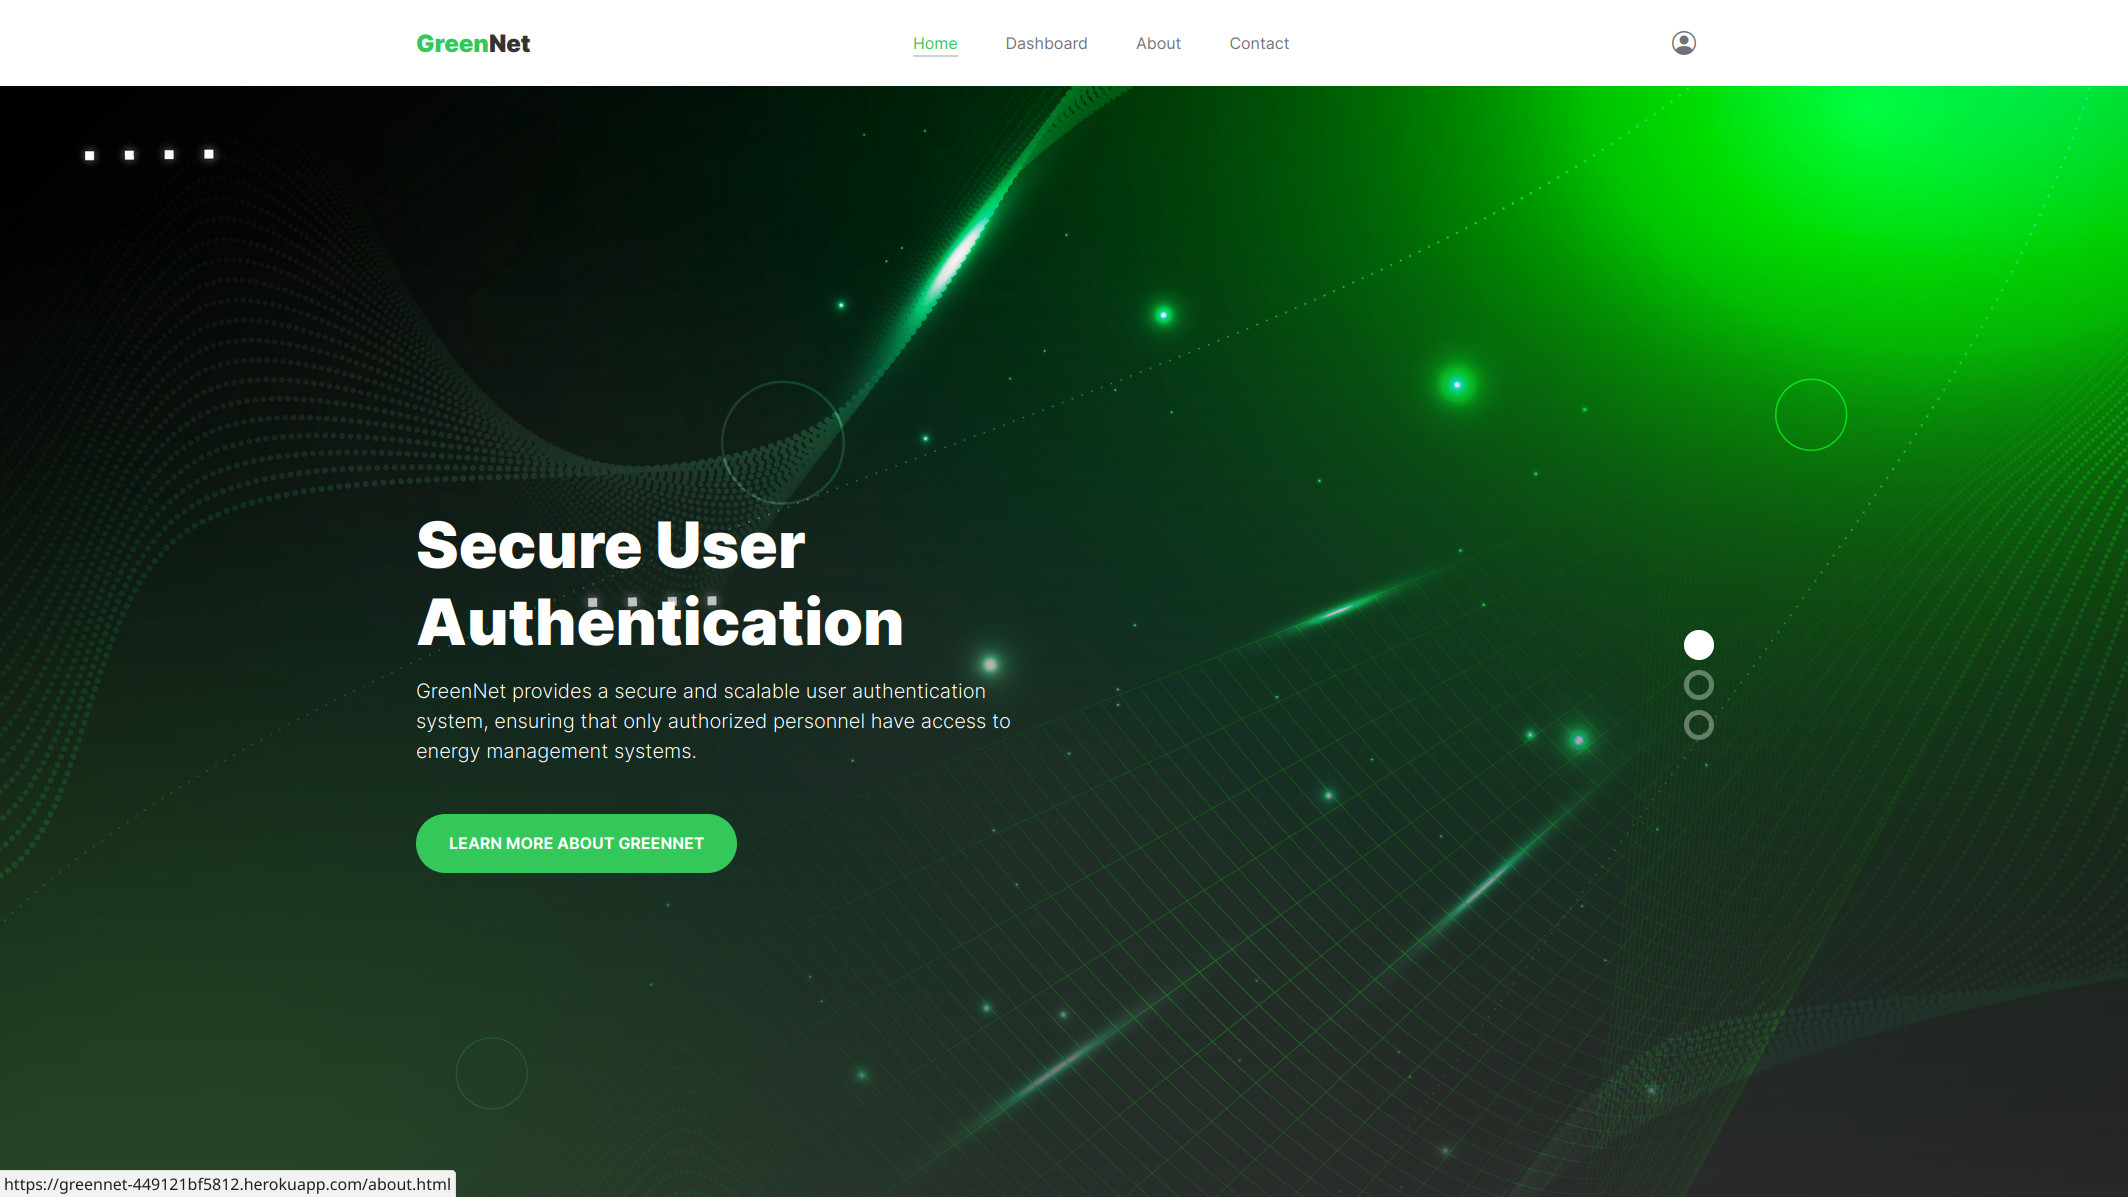 GreenNet
Home Dashboard About Contact
Secure User
Authentication
GreenNet provides a secure and scalable user authentication
system, ensuring that only authorized personnel have access to
energy management systems.
LEARN MORE ABOUT GREENNET
https://greennet-449121bf5812.herokuapp.com/about.html